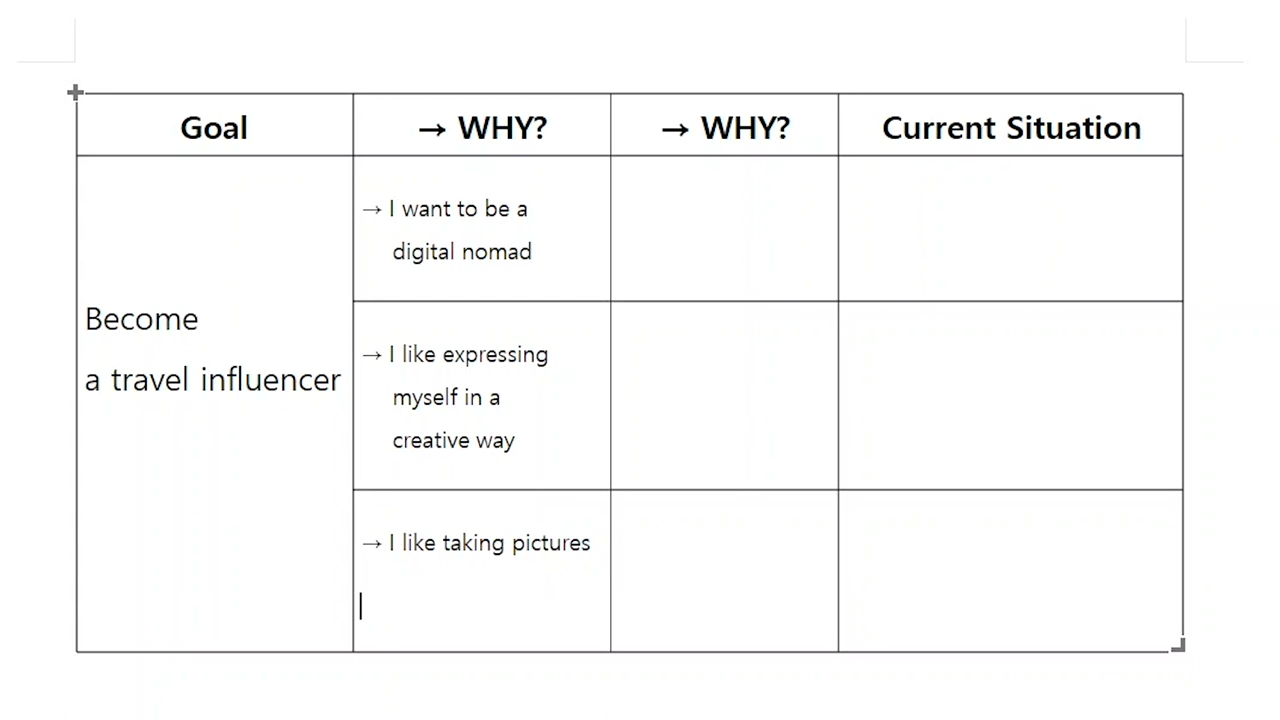 Goal
→ WHY?
→ WHY?
Current Situation
Become
a travel influencer
→ I want to be a
digital nomad
→ I like expressing
myself in a
creative way
→ I like taking pictures